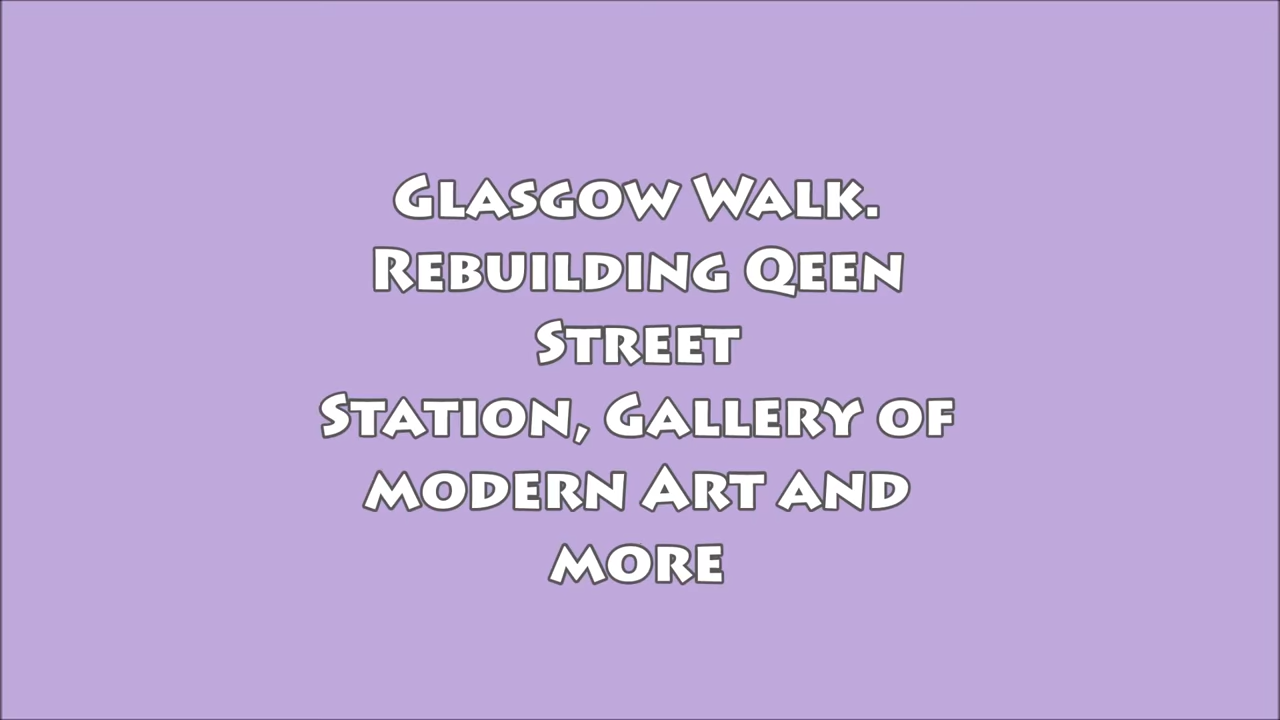 Glasgow Walk.
Rebuilding Qeen
Street
Station, Gallery of
modern Art and
more